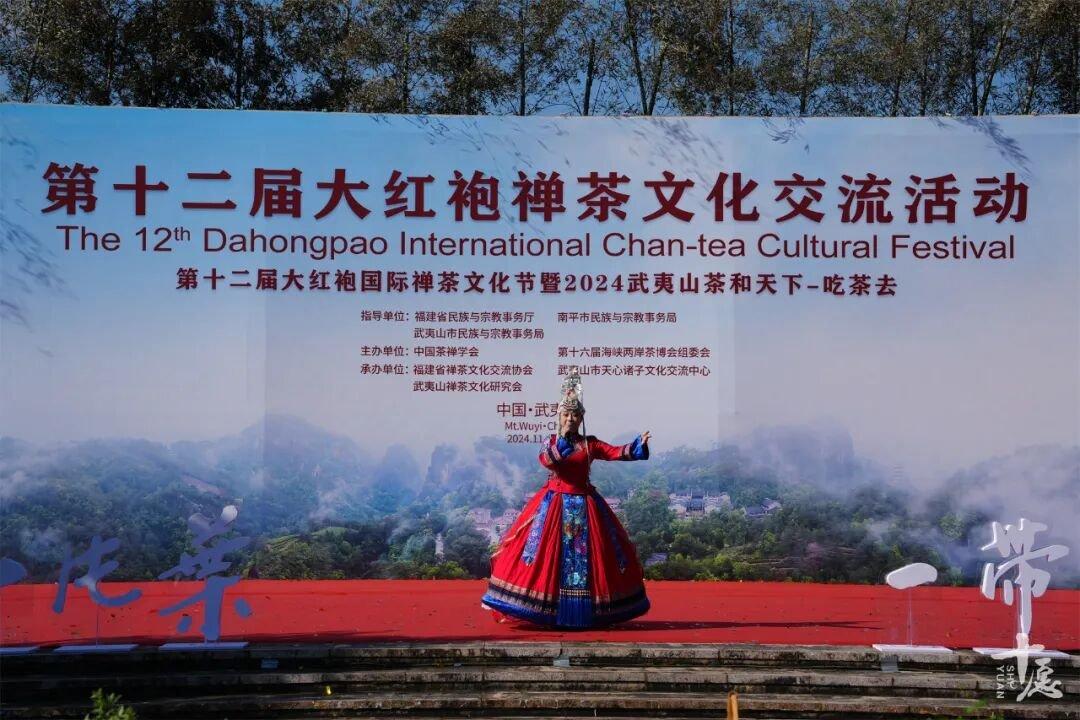 第十二届大红袍禅茶文化交流活动
The 12th Dahongpao International Chan-tea Cultural Festival
第十二届大红袍国际禅茶文化节暨2024武夷山茶和天下-吃茶去
指导单位：福建省民族与宗教事务厅 南平市民族与宗教事务局
武夷山市民族与宗教事务局
主办单位：中国茶禅学会 第十六届海峡两岸茶博会组委会
承办单位：福建省禅茶文化交流协会 武夷山市天心诸子文化交流中心
武夷山禅茶文化研究会
中国·武夷
Mt.Wuyi·Ch
2024.11.
一 带
叶
SHI YUAN
十愿